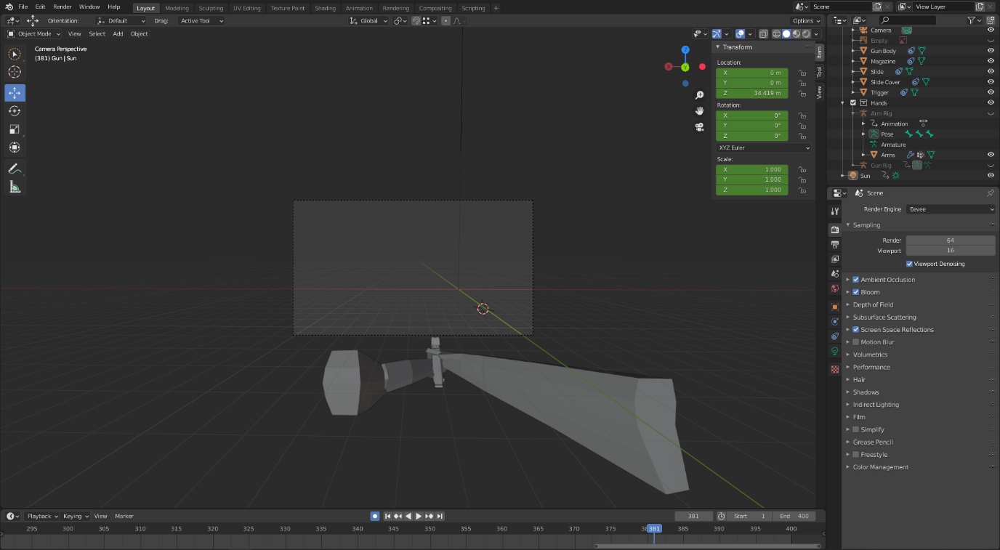 File Edit Render Window Help Layout Modeling Sculpting UV Editing Texture Paint Shading Animation Rendering Compositing Scripting + Scene View Layer
Orientation: Default Drag: Active Tool Global Options
Object Mode View Select Add Object
Camera Perspective
(381) Gun | Sun
Z
X
Y
Transform
Location:
X 0 m
Y 0 m
Z 34.419 m
Rotation:
X 0°
Y 0°
Z 0°
XYZ Euler
Scale:
X 1.000
Y 1.000
Z 1.000
Item
Tool
View
Camera
Empty
Gun Body
Magazine
Slide
Slide Cover
Trigger
Hands
Arm Rig
Animation
Pose
Armature
Arms
Gun Rig
Sun
Scene
Render Engine Eevee
Sampling
Render 64
Viewport 16
Viewport Denoising
Ambient Occlusion
Bloom
Depth of Field
Subsurface Scattering
Screen Space Reflections
Motion Blur
Volumetrics
Performance
Hair
Shadows
Indirect Lighting
Film
Simplify
Grease Pencil
Freestyle
Color Management
Playback Keying View Marker 381 Start 1 End 400
295 300 305 310 315 320 325 330 335 340 345 350 355 360 365 370 375 381 385 390 395 400